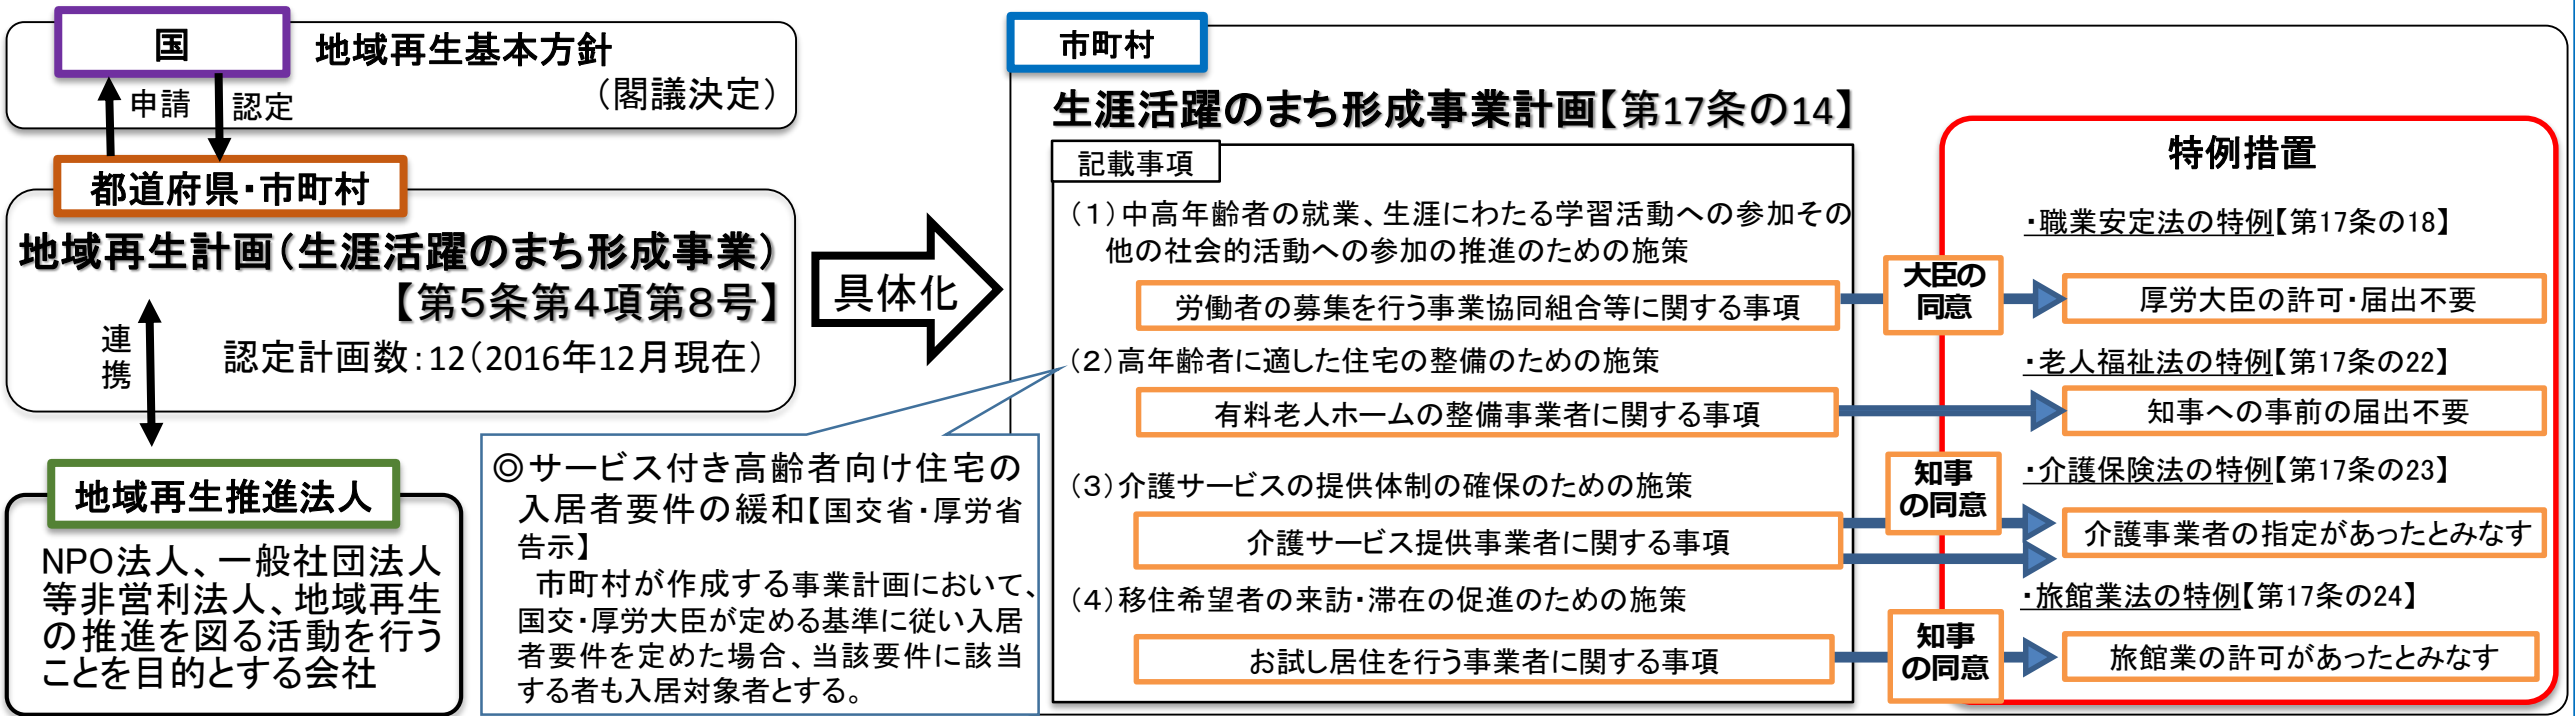 国
地域再生基本方針
（閣議決定）
申請
認定
都道府県・市町村
地域再生計画（生涯活躍のまち形成事業）
【第５条第４項第８号】
認定計画数：12（2016年12月現在）
連携
地域再生推進法人
NPO法人、一般社団法人
等非営利法人、地域再生
の推進を図る活動を行う
ことを目的とする会社
具体化
◎サービス付き高齢者向け住宅の
入居者要件の緩和【国交省・厚労省
告示】
市町村が作成する事業計画において、
国交・厚労大臣が定める基準に従い入居
者要件を定めた場合、当該要件に該当
する者も入居対象者とする。
市町村
生涯活躍のまち形成事業計画【第17条の14】
記載事項
（１）中高年齢者の就業、生涯にわたる学習活動への参加その
他の社会的活動への参加の推進のための施策
労働者の募集を行う事業協同組合等に関する事項
（２）高年齢者に適した住宅の整備のための施策
有料老人ホームの整備事業者に関する事項
（３）介護サービスの提供体制の確保のための施策
介護サービス提供事業者に関する事項
（４）移住希望者の来訪・滞在の促進のための施策
お試し居住を行う事業者に関する事項
大臣の
同意
知事
の同意
知事
の同意
特例措置
・職業安定法の特例【第17条の18】
厚労大臣の許可・届出不要
・老人福祉法の特例【第17条の22】
知事への事前の届出不要
・介護保険法の特例【第17条の23】
介護事業者の指定があったとみなす
・旅館業法の特例【第17条の24】
旅館業の許可があったとみなす